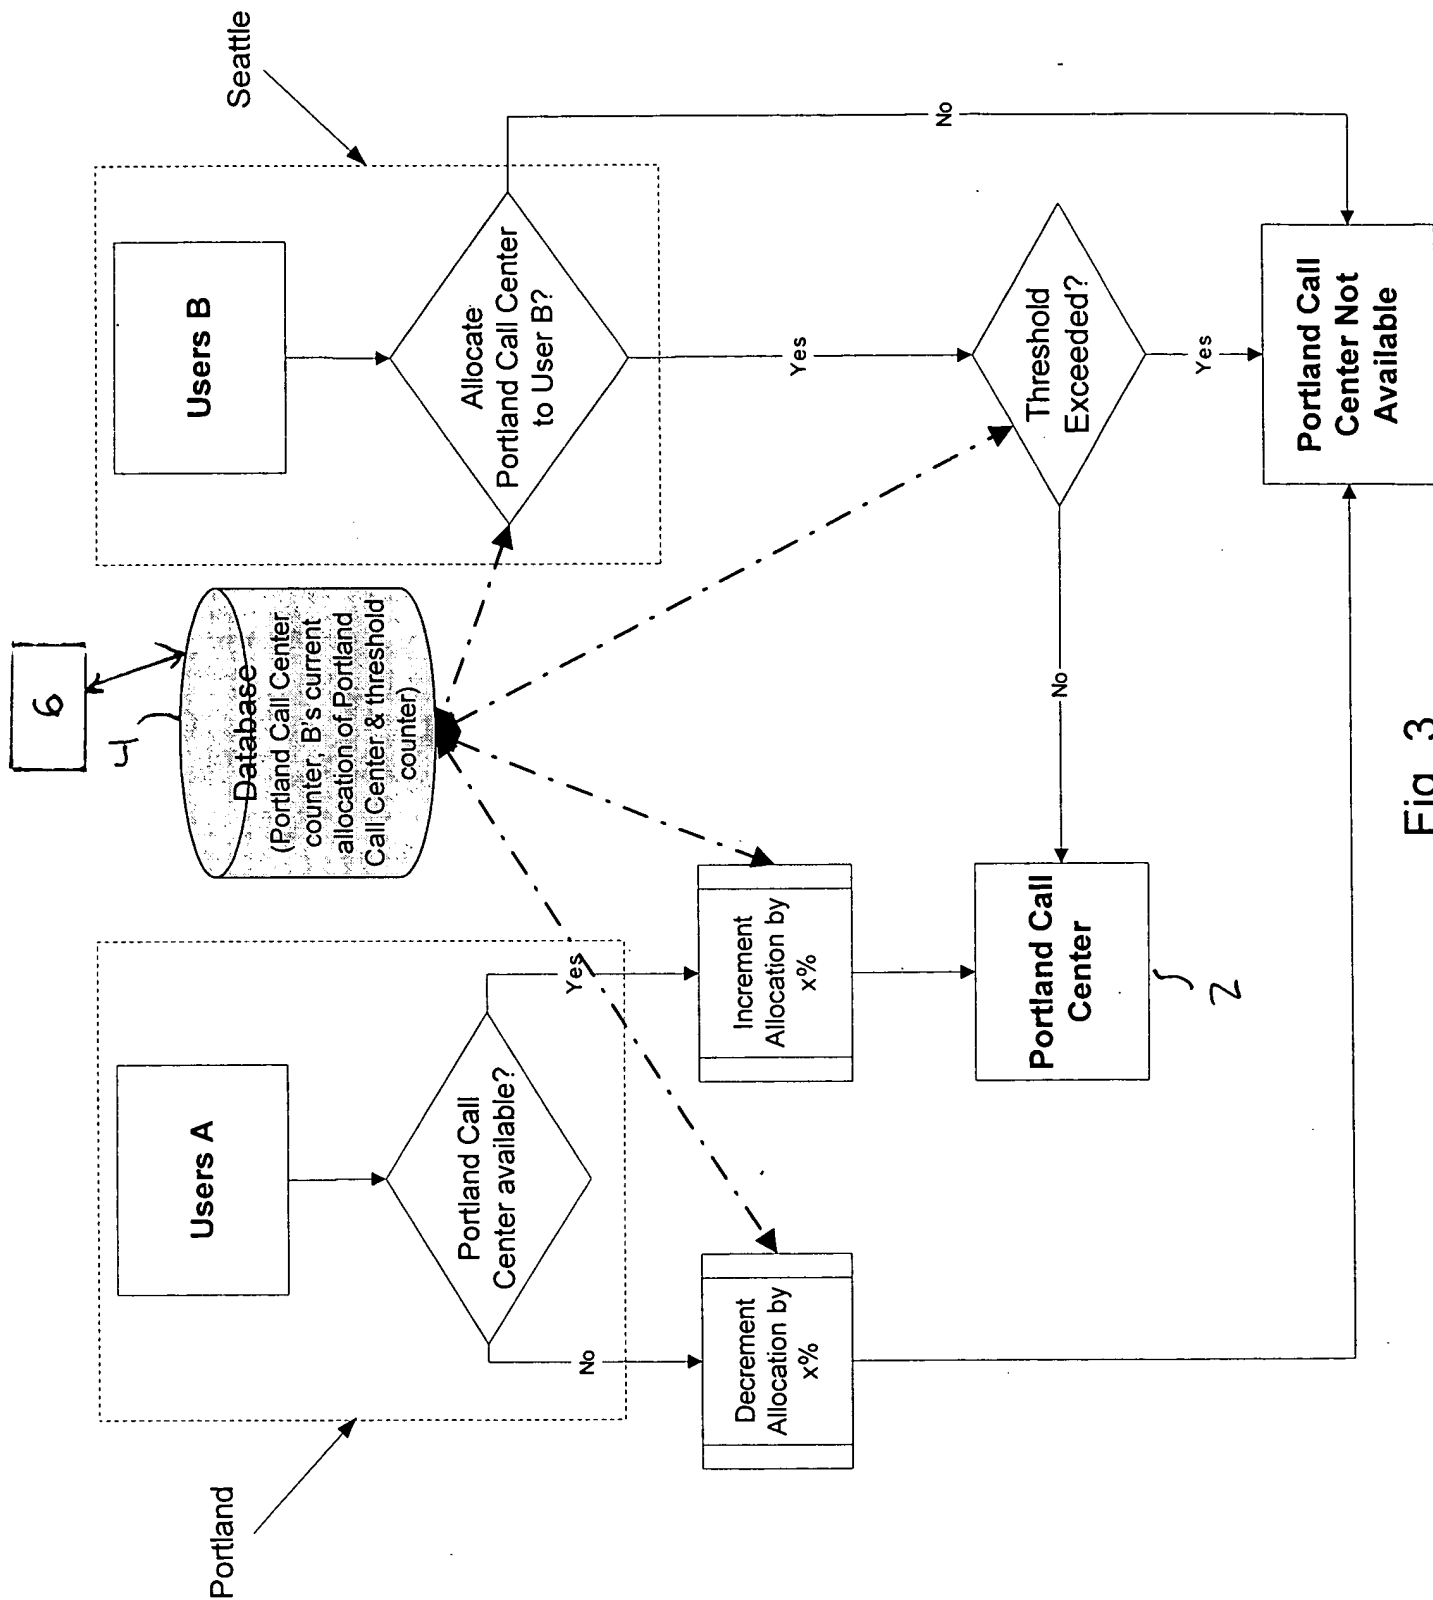 6
4
Portland
Seattle
Users A
Database
(Portland Call Center
counter, B's current
allocation of Portland
Call Center & threshold
counter)
Users B
Portland Call
Center available?
Allocate
Portland Call Center
to User B?
No
Yes
Yes
No
Decrement
Allocation by
x%
Increment
Allocation by
x%
Threshold
Exceeded?
No
Yes
Portland Call
Center
2
Portland Call
Center Not
Available
Fig. 3